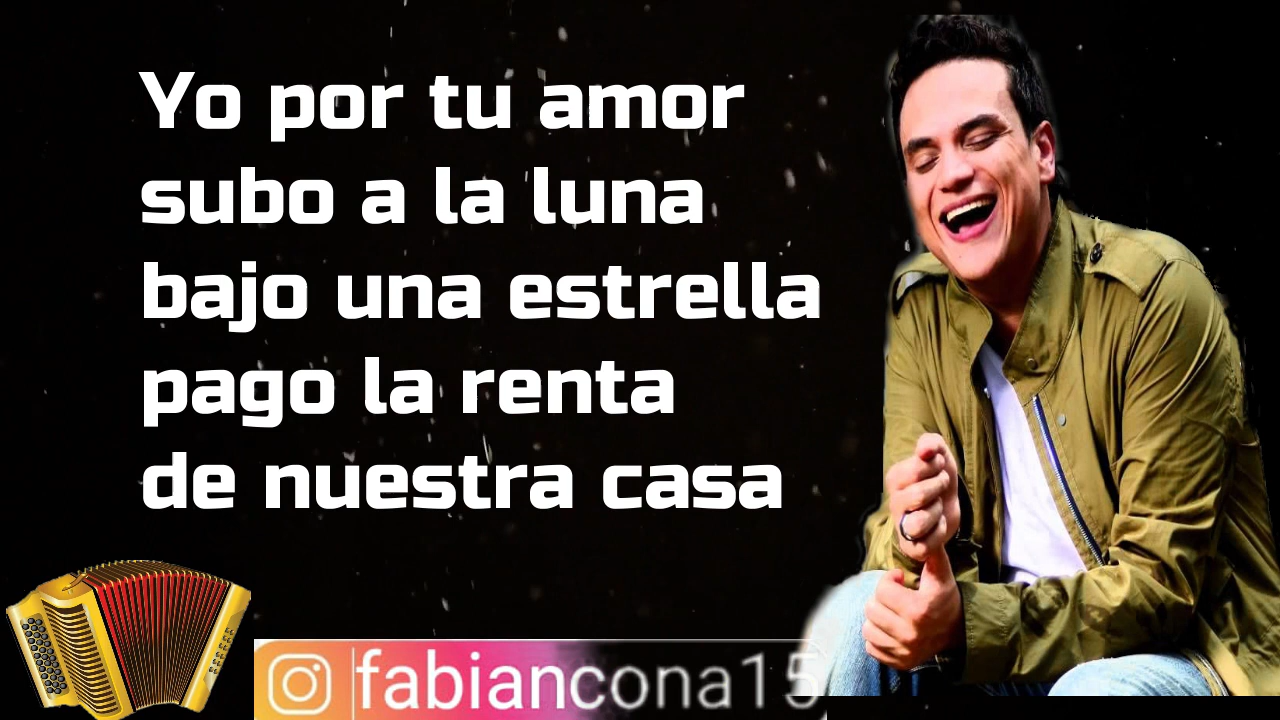 Yo por tu amor
subo a la luna
bajo una estrella
pago la renta
de nuestra casa
fabiancona15